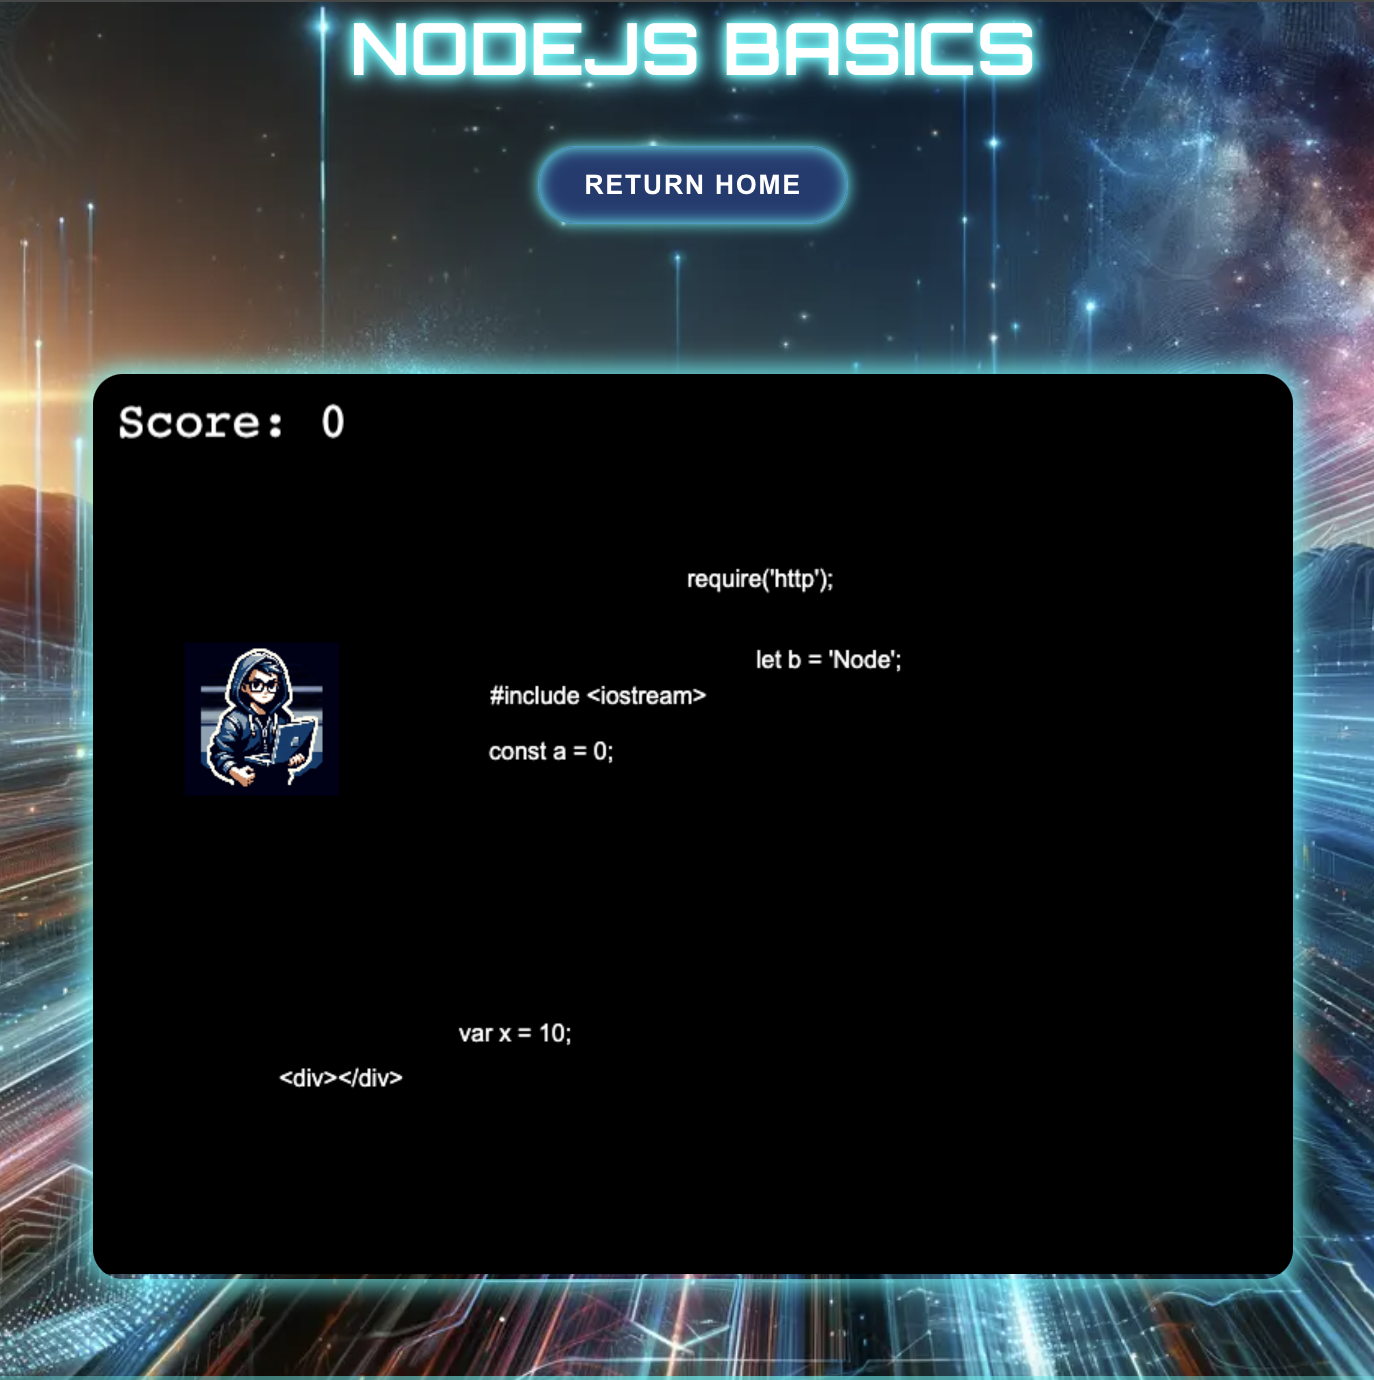 NODEJS BASICS
RETURN HOME
Score: 0
require('http');
let b = 'Node';
#include <iostream>
const a = 0;
var x = 10;
<div></div>